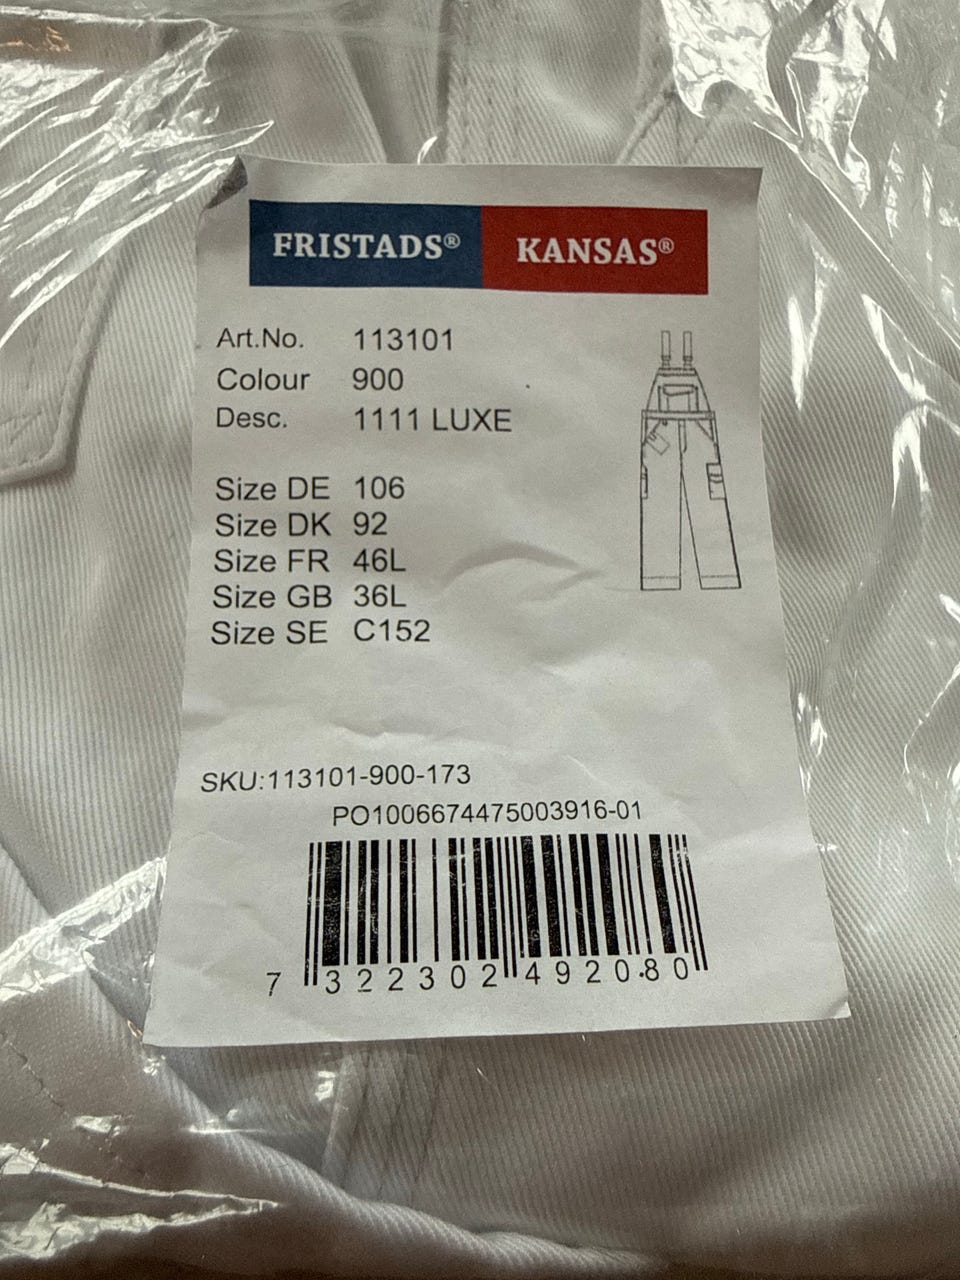 FRISTADS® KANSAS®
Art.No. 113101
Colour 900
Desc. 1111 LUXE
Size DE 106
Size DK 92
Size FR 46L
Size GB 36L
Size SE C152
SKU:113101-900-173
PO1006674475003916-01
7 322302 492080